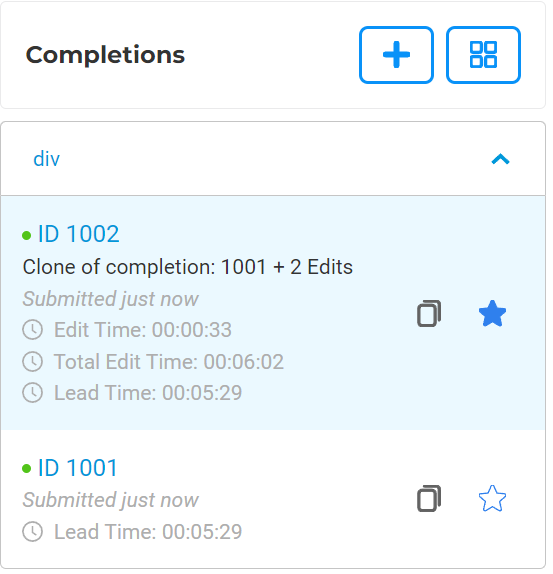 Completions
div
ID 1002
Clone of completion: 1001 + 2 Edits
Submitted just now
Edit Time: 00:00:33
Total Edit Time: 00:06:02
Lead Time: 00:05:29
ID 1001
Submitted just now
Lead Time: 00:05:29